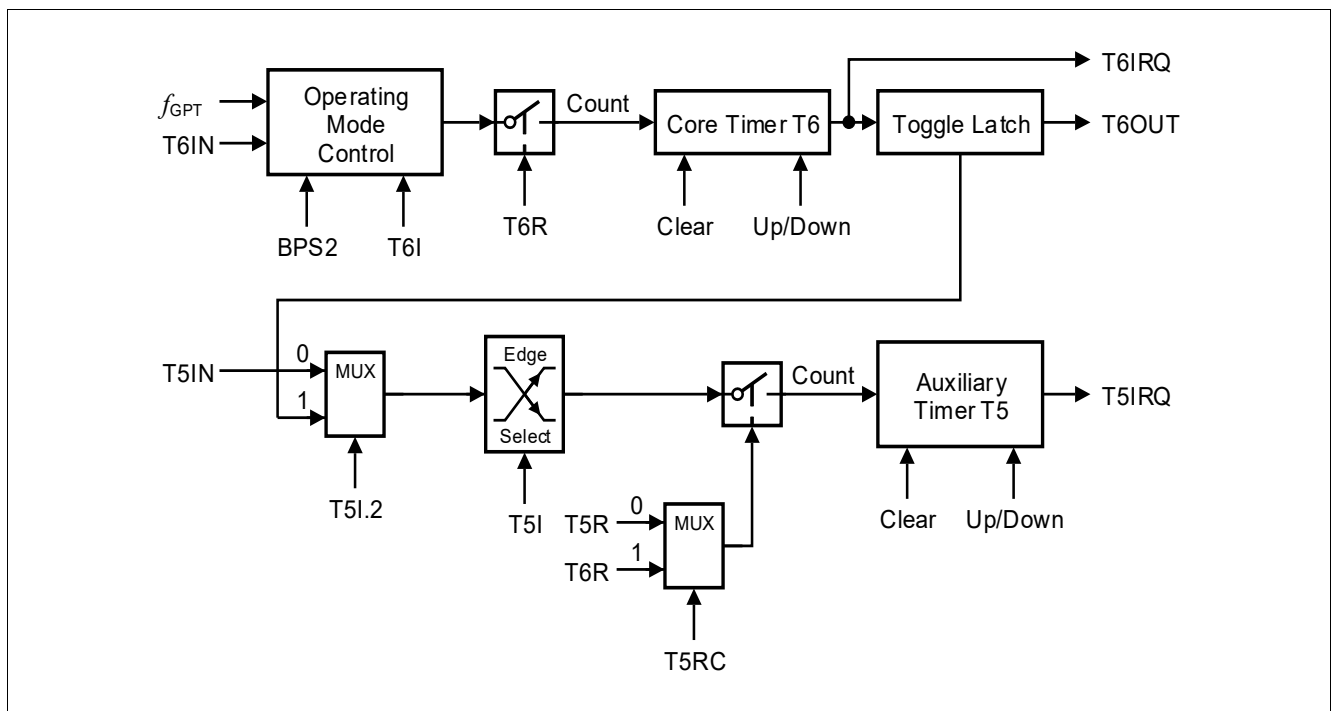 T6IRQ
f GPT
Operating
Mode
Control
Count
Core Timer T6
Toggle Latch
T6OUT
T6IN
BPS2
T6I
T6R
Clear
Up/Down
T5IN
0
1
MUX
T5I.2
Edge
Select
T5I
Count
Auxiliary
Timer T5
T5IRQ
T5R
0
T6R
1
MUX
T5RC
Clear
Up/Down